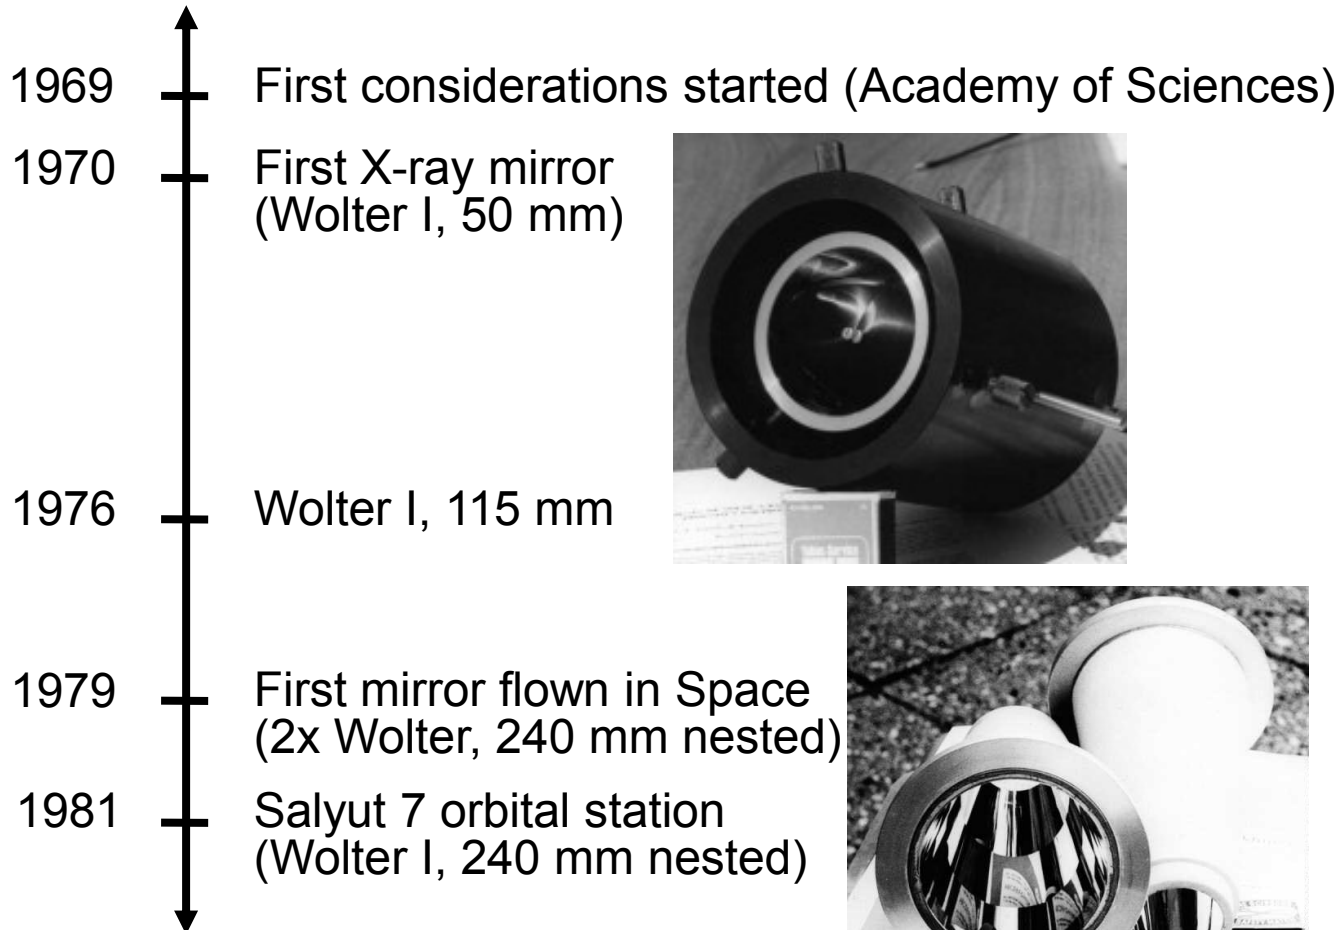 1969
First considerations started (Academy of Sciences)
1970
First X-ray mirror
(Wolter I, 50 mm)
1976
Wolter I, 115 mm
1979
First mirror flown in Space
(2x Wolter, 240 mm nested)
1981
Salyut 7 orbital station
(Wolter I, 240 mm nested)